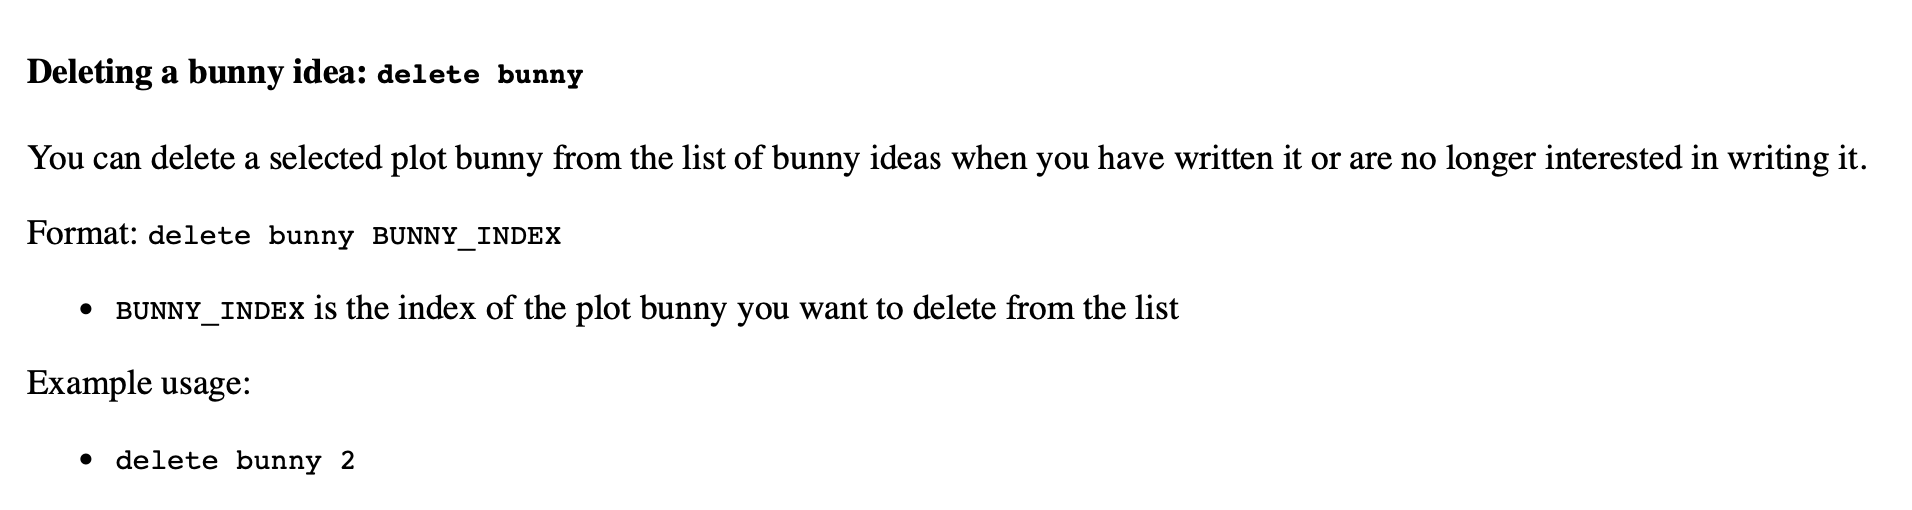 Deleting a bunny idea: delete bunny
You can delete a selected plot bunny from the list of bunny ideas when you have written it or are no longer interested in writing it.
Format: delete bunny BUNNY_INDEX
• BUNNY_INDEX is the index of the plot bunny you want to delete from the list
Example usage:
• delete bunny 2